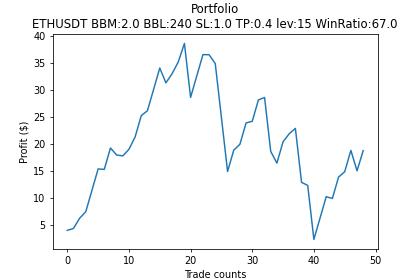 Portfolio
ETHUSDT BBM:2.0 BBL:240 SL:1.0 TP:0.4 lev:15 WinRatio:67.0
40
35
30
25
20
15
10
5
Profit ($)
0 10 20 30 40 50
Trade counts